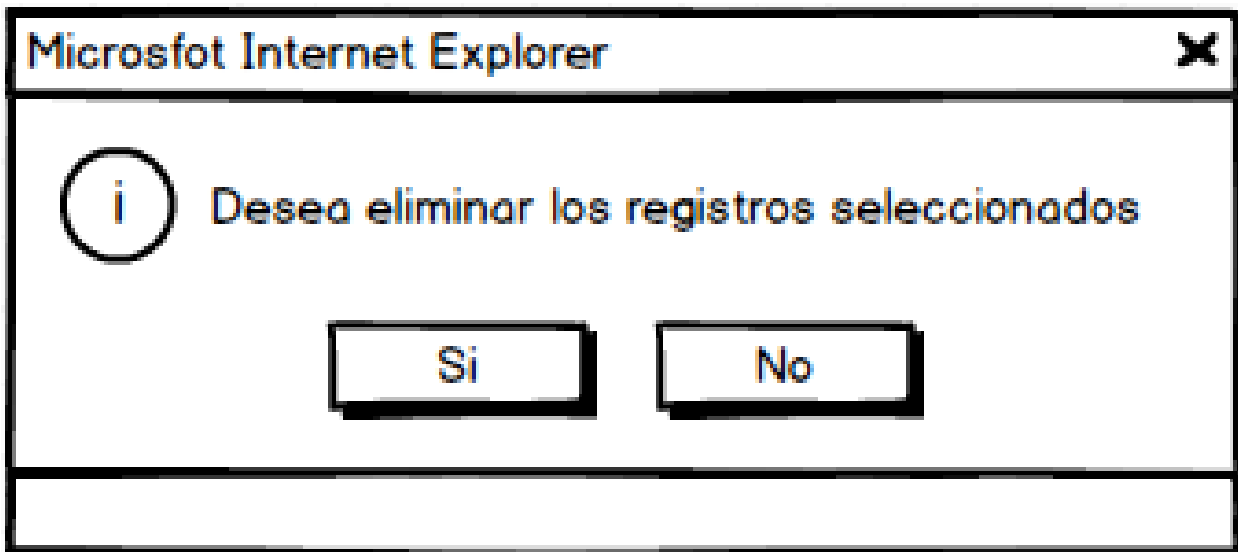 Microsfot Internet Explorer
i
Desea eliminar los registros seleccionados
Si
No